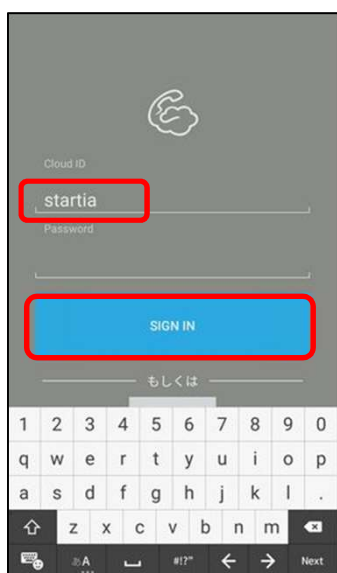 Cloud ID
startia
Password
SIGN IN
もしくは
1 2 3 4 5 6 7 8 9 0
q w e r t y u i o p
a s d f g h j k l .
z x c v b n m
あA #!?" Next